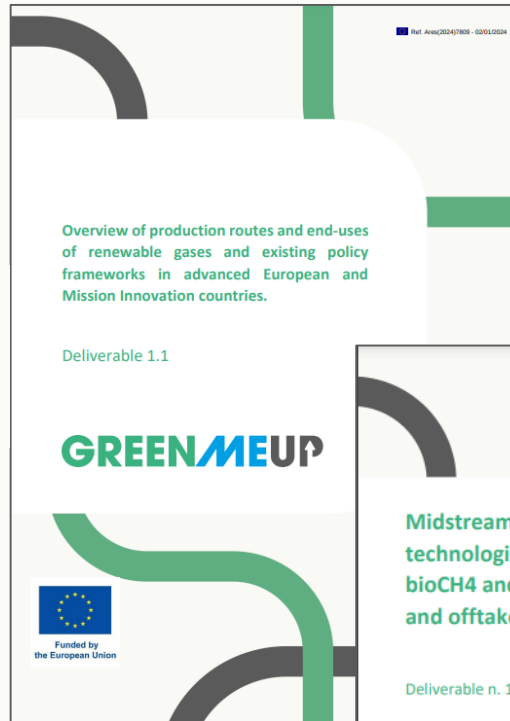 Ref. Ares(2024)7809 - 02/01/2024
Overview of production routes and end-uses
of renewable gases and existing policy
frameworks in advanced European and
Mission Innovation countries.
Deliverable 1.1
GREENMEUP
Midstream
technologi
bioCH4 and
and offtake
Deliverable n. 1
Funded by
the European Union